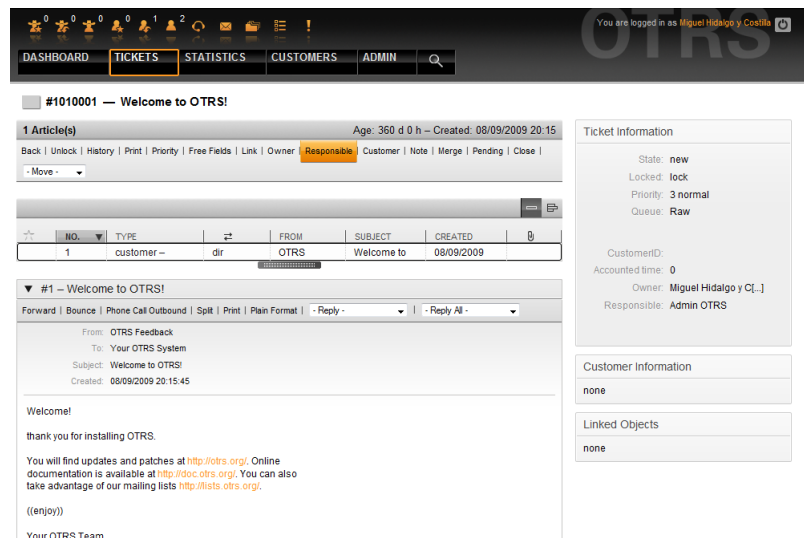 0 0 0 0 1 2
You are logged in as Miguel Hidalgo y Costilla
OTRS
DASHBOARD TICKETS STATISTICS CUSTOMERS ADMIN
#1010001 — Welcome to OTRS!
1 Article(s) Age: 360 d 0 h – Created: 08/09/2009 20:15
Back | Unlock | History | Print | Priority | Free Fields | Link | Owner | Responsible | Customer | Note | Merge | Pending | Close |
- Move -
NO. TYPE FROM SUBJECT CREATED
1 customer – dir OTRS Welcome to 08/09/2009
#1 – Welcome to OTRS!
Forward | Bounce | Phone Call Outbound | Split | Print | Plain Format | - Reply - | - Reply All -
From: OTRS Feedback
To: Your OTRS System
Subject: Welcome to OTRS!
Created: 08/09/2009 20:15:45
Welcome!
thank you for installing OTRS.
You will find updates and patches at http://otrs.org/. Online
documentation is available at http://doc.otrs.org/. You can also
take advantage of our mailing lists http://lists.otrs.org/.
((enjoy))
Your OTRS Team
Ticket Information
State: new
Locked: lock
Priority: 3 normal
Queue: Raw
CustomerID:
Accounted time: 0
Owner: Miguel Hidalgo y C[...]
Responsible: Admin OTRS
Customer Information
none
Linked Objects
none